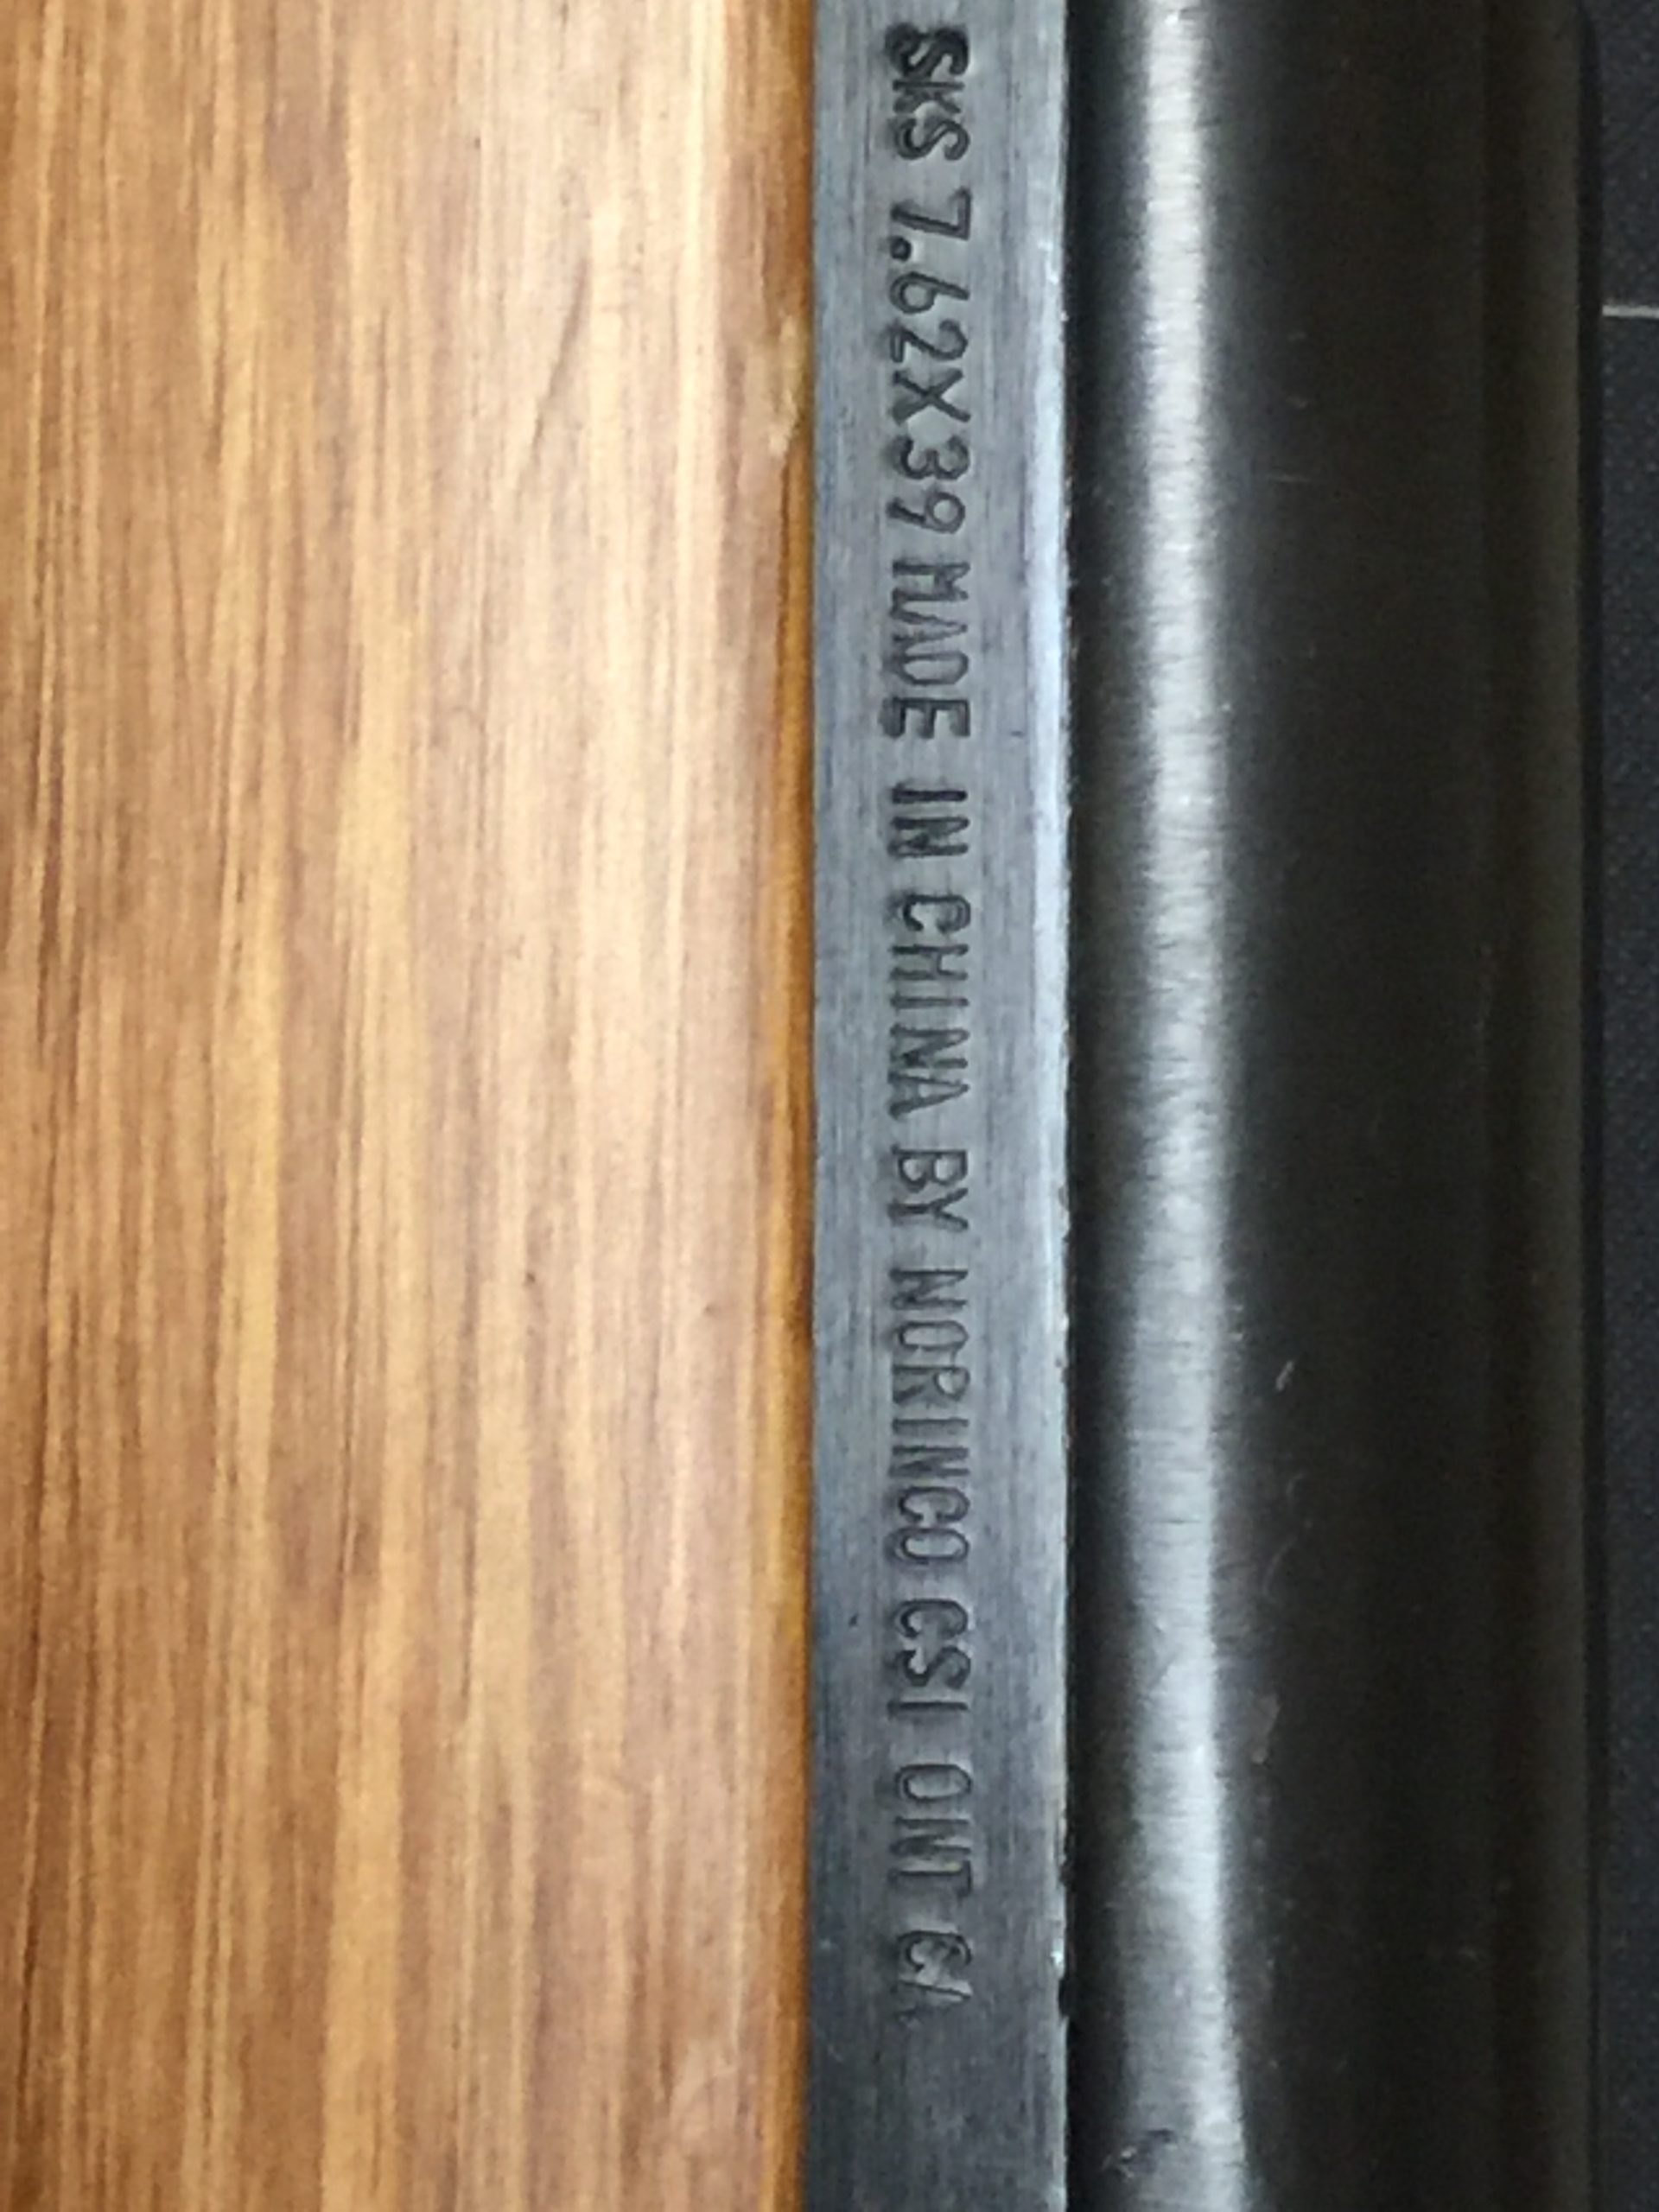 SKS 7.62X39 MADE IN CHINA BY NORINCO CSI ONT CA